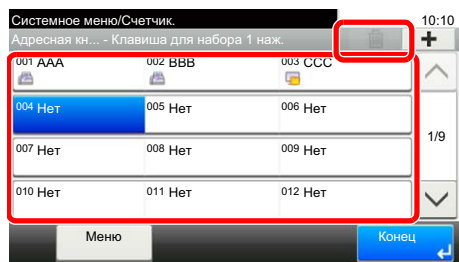 Системное меню/Счетчик.
10:10
Адресная кн... - Клавиша для набора 1 наж.
001 AAA
002 BBB
003 CCC
004 Нет
005 Нет
006 Нет
1/9
007 Нет
008 Нет
009 Нет
010 Нет
011 Нет
012 Нет
Меню
Конец